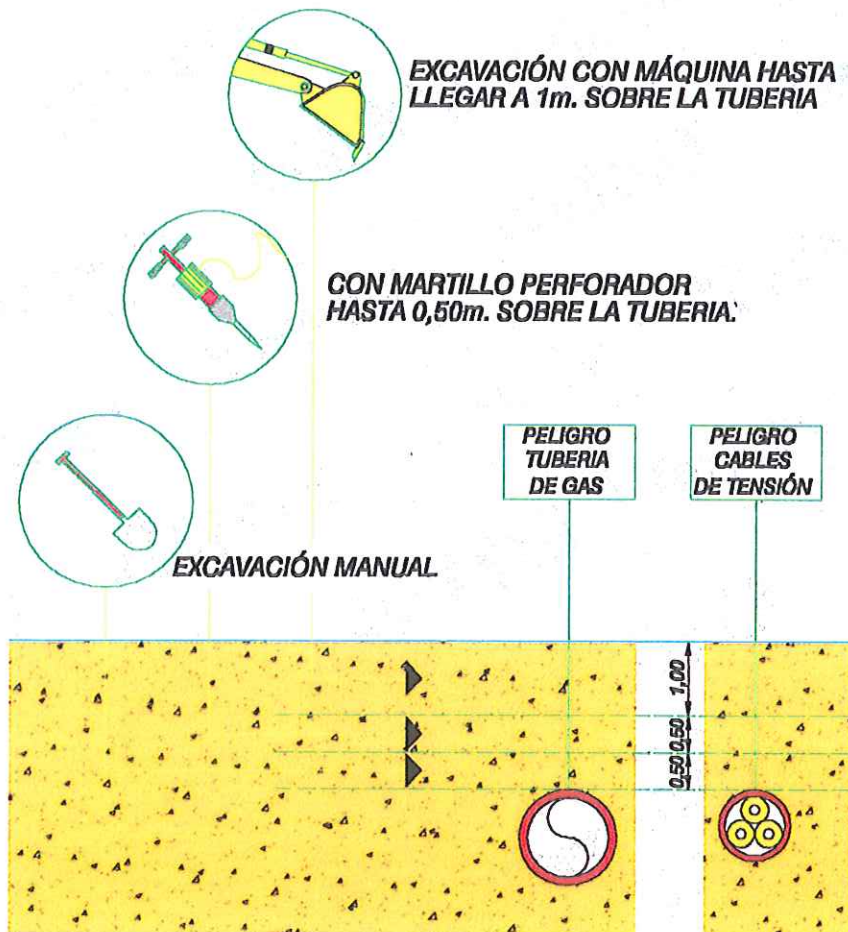 EXCAVACIÓN CON MÁQUINA HASTA
LLEGAR A 1m. SOBRE LA TUBERIA
CON MARTILLO PERFORADOR
HASTA 0,50m. SOBRE LA TUBERIA.
EXCAVACIÓN MANUAL
PELIGRO
TUBERIA
DE GAS
PELIGRO
CABLES
DE TENSIÓN
1,00
0,50
0,50